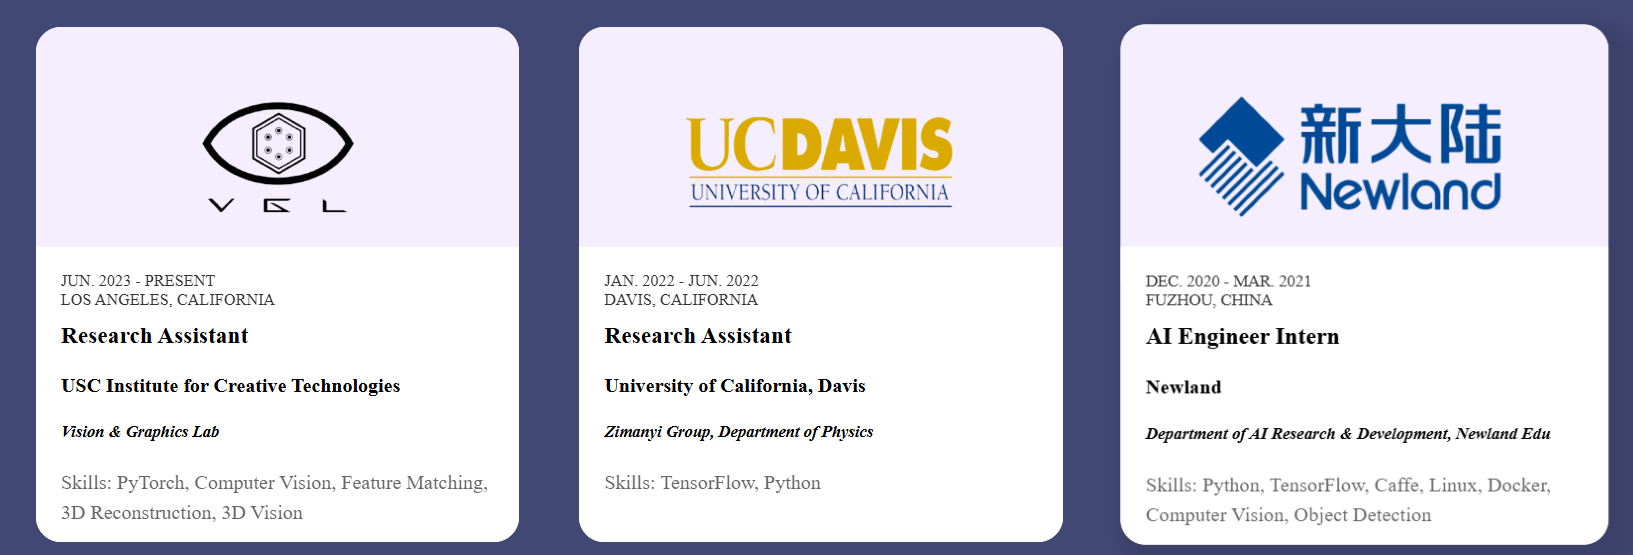 VGL
JUN. 2023 - PRESENT
LOS ANGELES, CALIFORNIA
Research Assistant
USC Institute for Creative Technologies
Vision & Graphics Lab
Skills: PyTorch, Computer Vision, Feature Matching,
3D Reconstruction, 3D Vision
UCDAVIS
UNIVERSITY OF CALIFORNIA
JAN. 2022 - JUN. 2022
DAVIS, CALIFORNIA
Research Assistant
University of California, Davis
Zimanyi Group, Department of Physics
Skills: TensorFlow, Python
新大陆
Newland
DEC. 2020 - MAR. 2021
FUZHOU, CHINA
AI Engineer Intern
Newland
Department of AI Research & Development, Newland Edu
Skills: Python, TensorFlow, Caffe, Linux, Docker,
Computer Vision, Object Detection